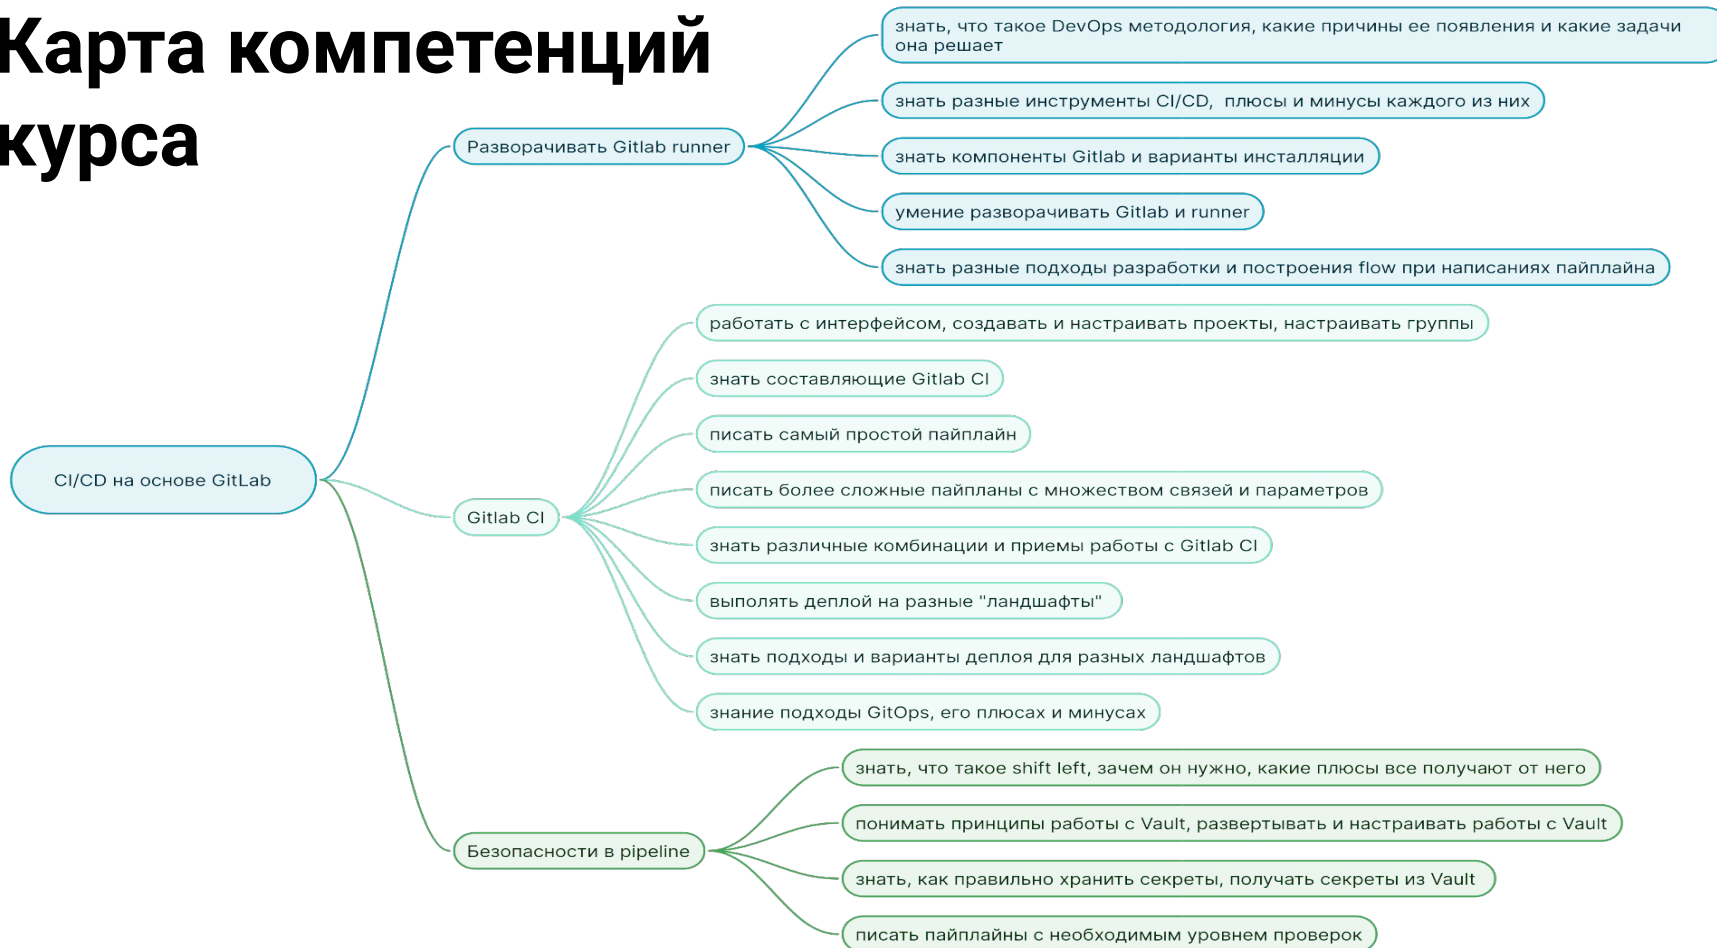 Карта компетенций
курса
CI/CD на основе GitLab
Разворачивать Gitlab runner
знать, что такое DevOps методология, какие причины ее появления и какие задачи
она решает
знать разные инструменты CI/CD,  плюсы и минусы каждого из них
знать компоненты Gitlab и варианты инсталляции
умение разворачивать Gitlab и runner
знать разные подходы разработки и построения flow при написаниях пайплайна
Gitlab CI
работать с интерфейсом, создавать и настраивать проекты, настраивать группы
знать составляющие Gitlab CI
писать самый простой пайплайн
писать более сложные пайпланы с множеством связей и параметров
знать различные комбинации и приемы работы с Gitlab CI
выполять деплой на разные "ландшафты"
знать подходы и варианты деплоя для разных ландшафтов
знание подходы GitOps, его плюсах и минусах
Безопасности в pipeline
знать, что такое shift left, зачем он нужно, какие плюсы все получают от него
понимать принципы работы с Vault, развертывать и настраивать работы с Vault
знать, как правильно хранить секреты, получать секреты из Vault
писать пайплайны с необходимым уровнем проверок